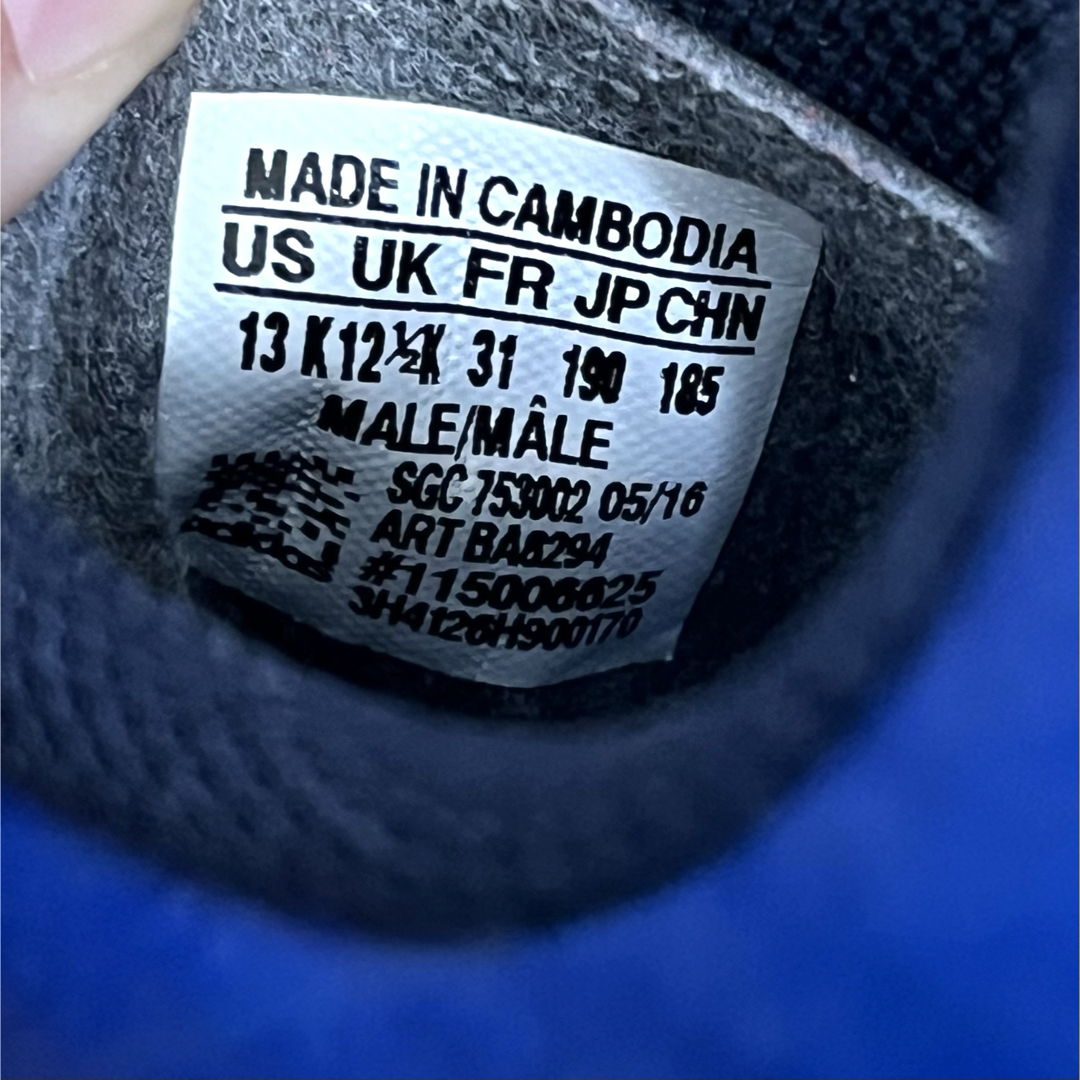 MADE IN CAMBODIA
US UK FR JP CHN
13 K 12½K 31 190 185
MALE/MÂLE
SGC 753002 05/16
ART BA8294
#115006625
3H4126H900170
adidas